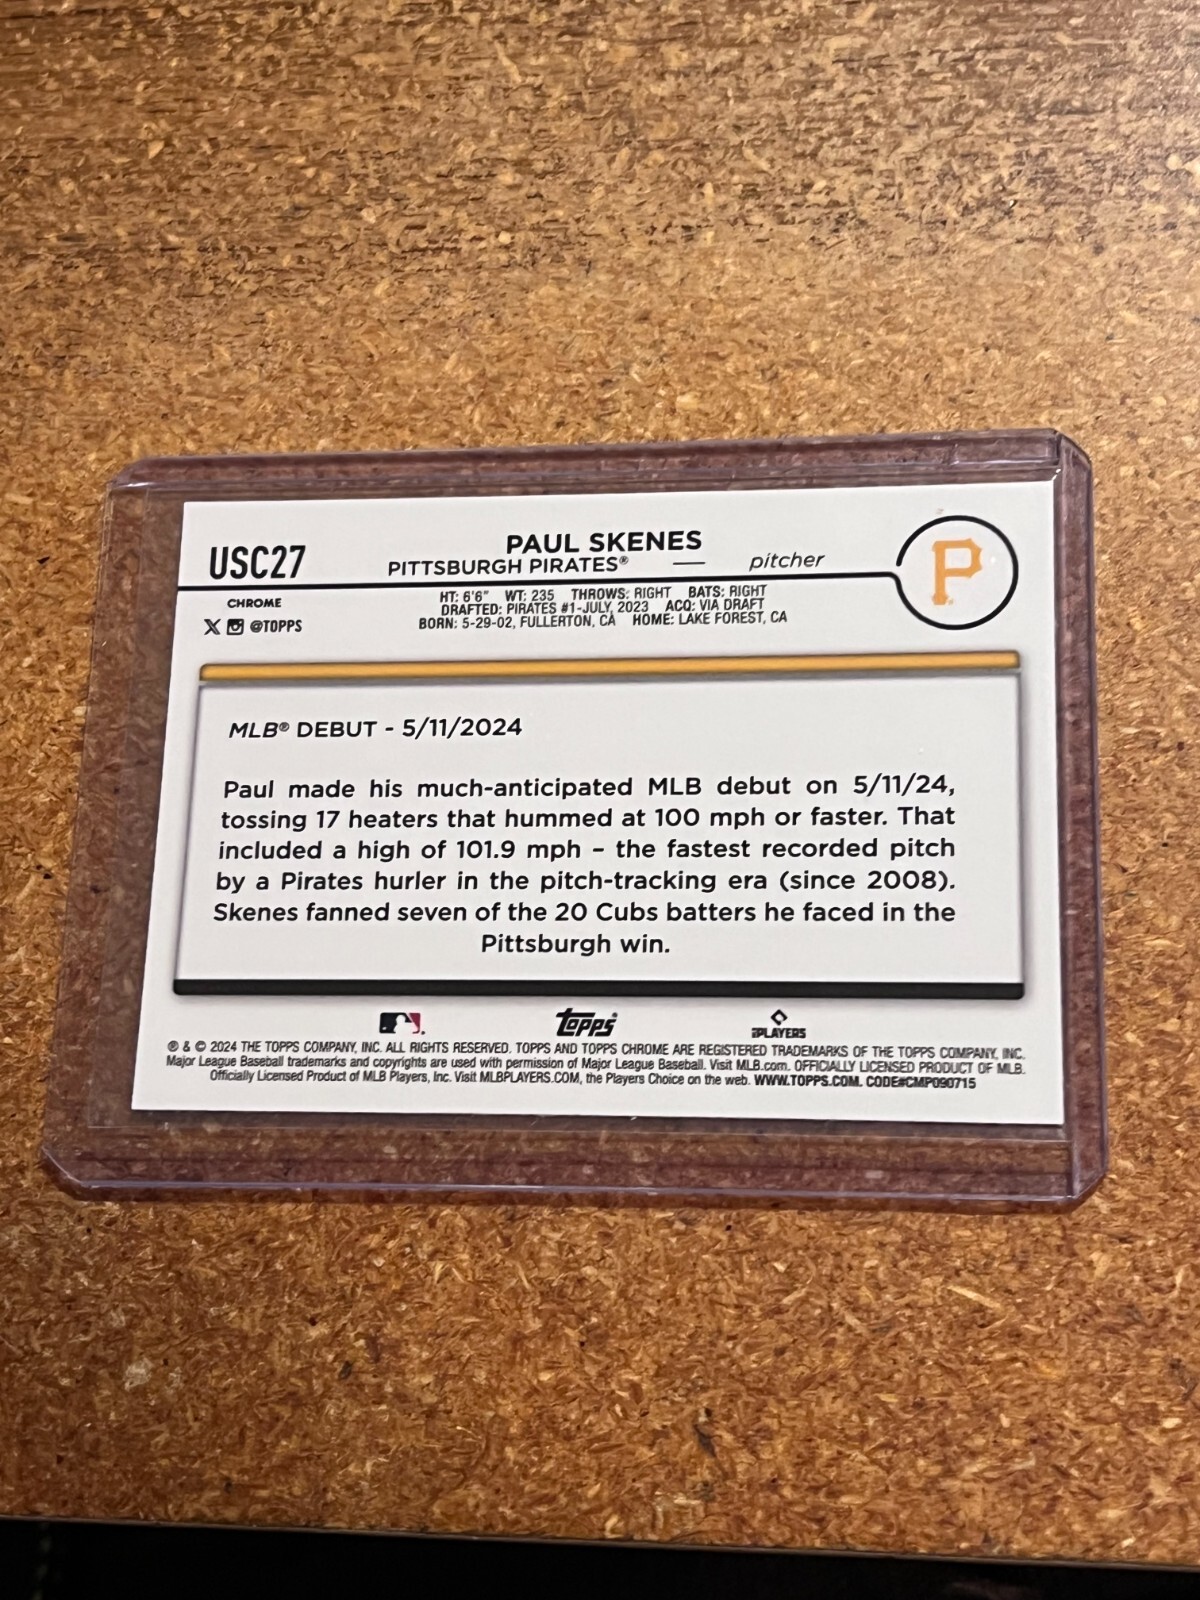 USC27
PAUL SKENES
PITTSBURGH PIRATES® — pitcher
P
CHROME
@TOPPS
HT: 6'6" WT: 235 THROWS: RIGHT BATS: RIGHT
DRAFTED: PIRATES #1-JULY, 2023 ACQ: VIA DRAFT
BORN: 5-29-02, FULLERTON, CA HOME: LAKE FOREST, CA
MLB® DEBUT - 5/11/2024
Paul made his much-anticipated MLB debut on 5/11/24,
tossing 17 heaters that hummed at 100 mph or faster. That
included a high of 101.9 mph – the fastest recorded pitch
by a Pirates hurler in the pitch-tracking era (since 2008).
Skenes fanned seven of the 20 Cubs batters he faced in the
Pittsburgh win.
Topps
PLAYERS
® & © 2024 THE TOPPS COMPANY, INC. ALL RIGHTS RESERVED. TOPPS AND TOPPS CHROME ARE REGISTERED TRADEMARKS OF THE TOPPS COMPANY, INC.
Major League Baseball trademarks and copyrights are used with permission of Major League Baseball. Visit MLB.com. OFFICIALLY LICENSED PRODUCT OF MLB.
Officially Licensed Product of MLB Players, Inc. Visit MLBPLAYERS.COM, the Players Choice on the web. WWW.TOPPS.COM. CODE#CMP090715